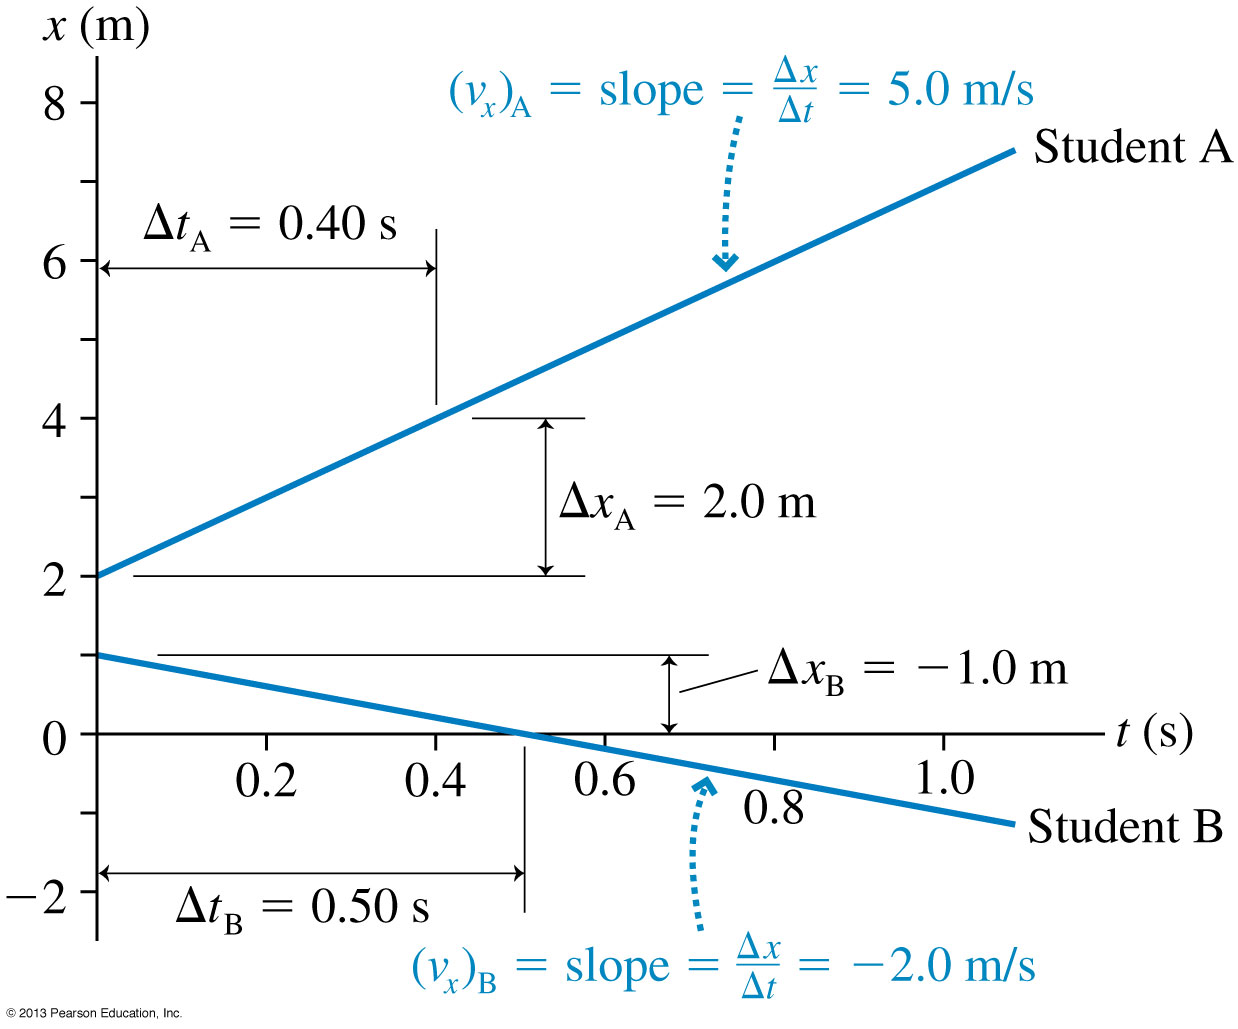 x (m)
(vₓ)A = slope = Δx/Δt = 5.0 m/s
8
Student A
ΔtA = 0.40 s
6
4
ΔxA = 2.0 m
2
ΔxB = −1.0 m
0
t (s)
0.2 0.4 0.6 0.8 1.0
Student B
−2
ΔtB = 0.50 s
(vₓ)B = slope = Δx/Δt = −2.0 m/s
© 2013 Pearson Education, Inc.